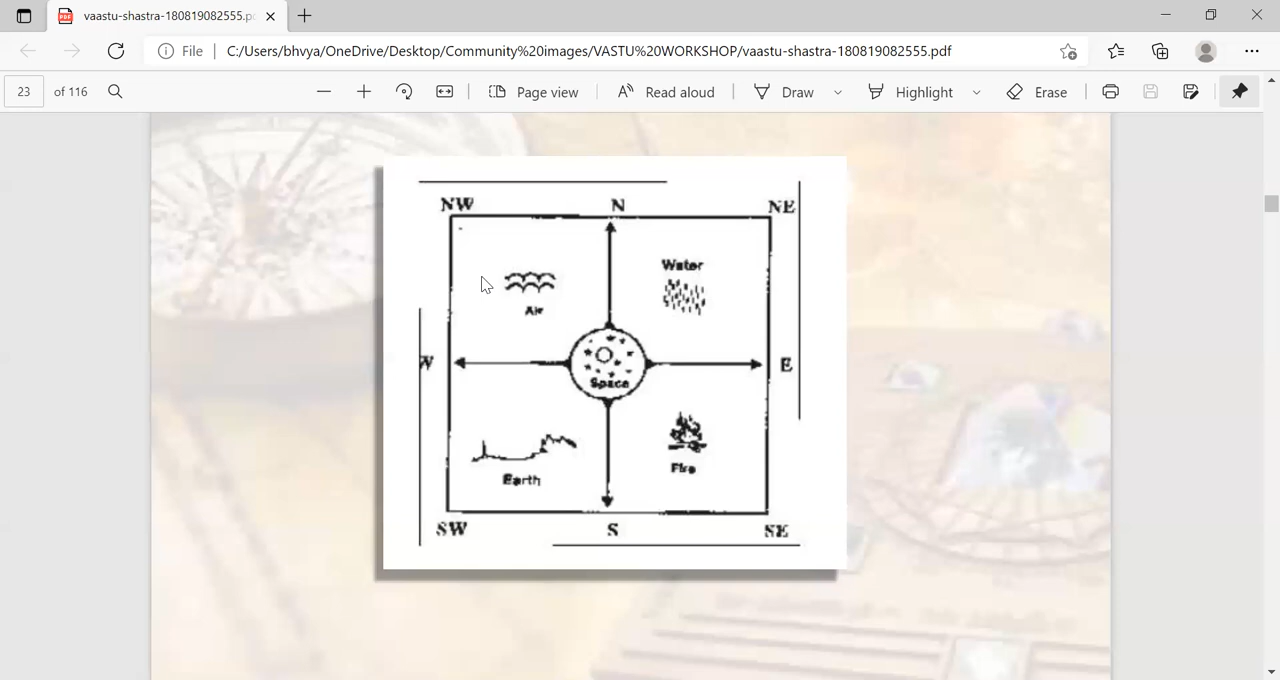 vaastu-shastra-180819082555.pd
File C:/Users/bhvya/OneDrive/Desktop/Community%20images/VASTU%20WORKSHOP/vaastu-shastra-180819082555.pdf
23 of 116 Page view Read aloud Draw Highlight Erase
NW N NE
Water
Air
W E
Space
Fire
Earth
SW S SE